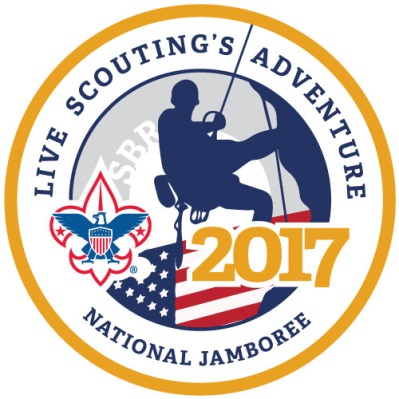 LIVE SCOUTING'S ADVENTURE
SBR
2017
®
NATIONAL JAMBOREE